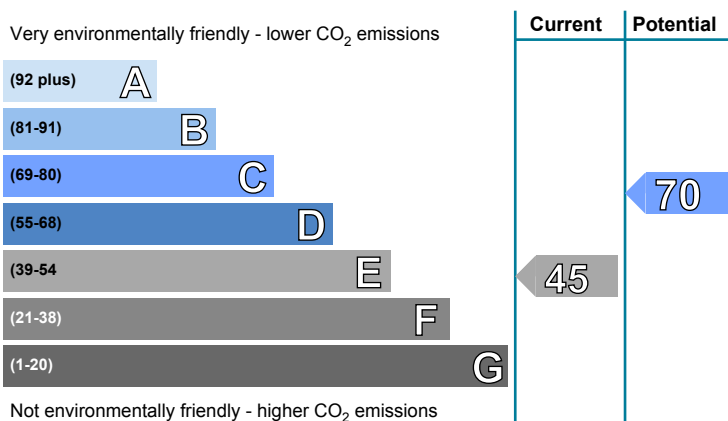 Very environmentally friendly - lower CO2 emissions
Current
Potential
(92 plus) A
(81-91) B
(69-80) C
70
(55-68) D
(39-54 E
45
(21-38) F
(1-20) G
Not environmentally friendly - higher CO2 emissions